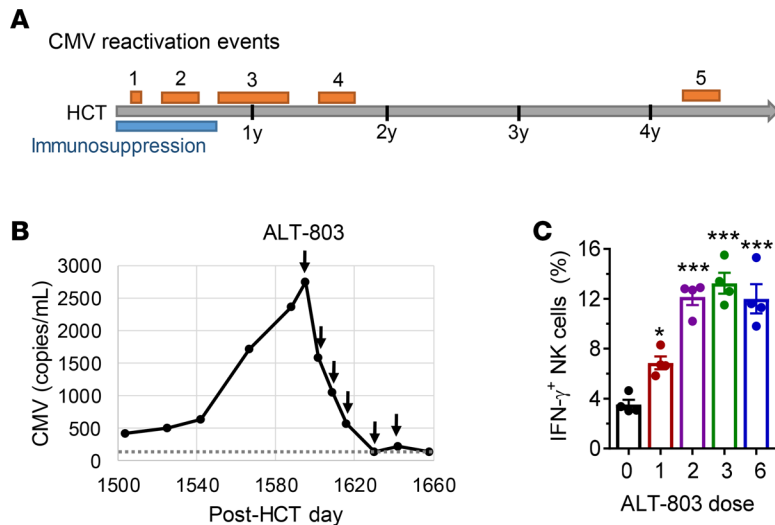 A
CMV reactivation events
1 2 3 4 5
HCT
1y 2y 3y 4y
Immunosuppression
B
ALT-803
CMV (copies/mL)
3000
2500
2000
1500
1000
500
0
1500 1540 1580 1620 1660
Post-HCT day
C
IFN-γ⁺ NK cells (%)
16
12
8
4
0
* *** *** ***
0 1 2 3 6
ALT-803 dose